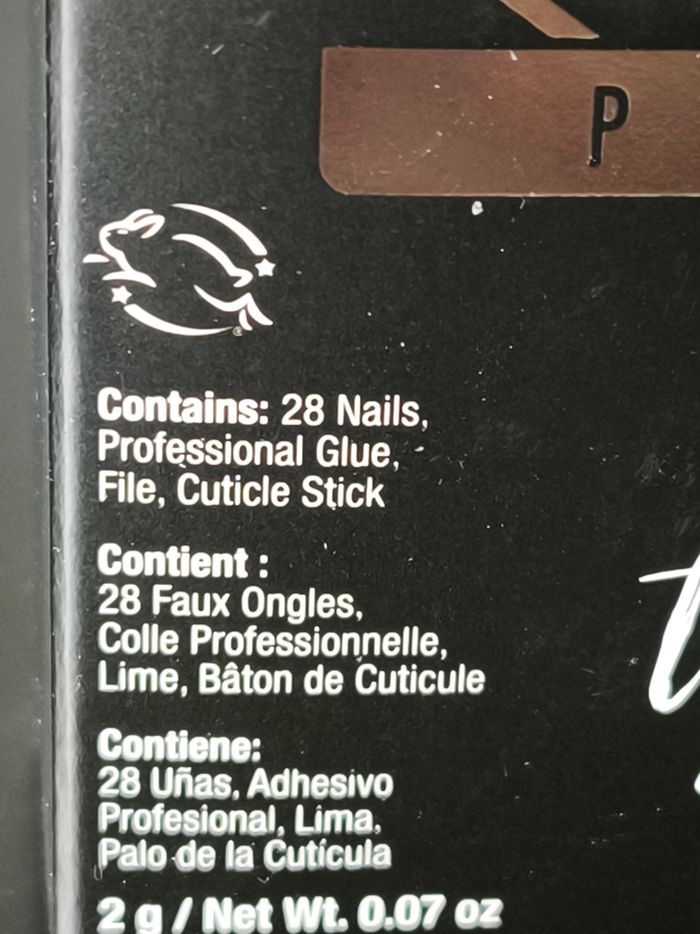 P
Contains: 28 Nails,
Professional Glue,
File, Cuticle Stick
Contient :
28 Faux Ongles,
Colle Professionnelle,
Lime, Bâton de Cuticule
Contiene:
28 Uñas, Adhesivo
Profesional, Lima,
Palo de la Cutícula
2 g / Net Wt. 0.07 oz